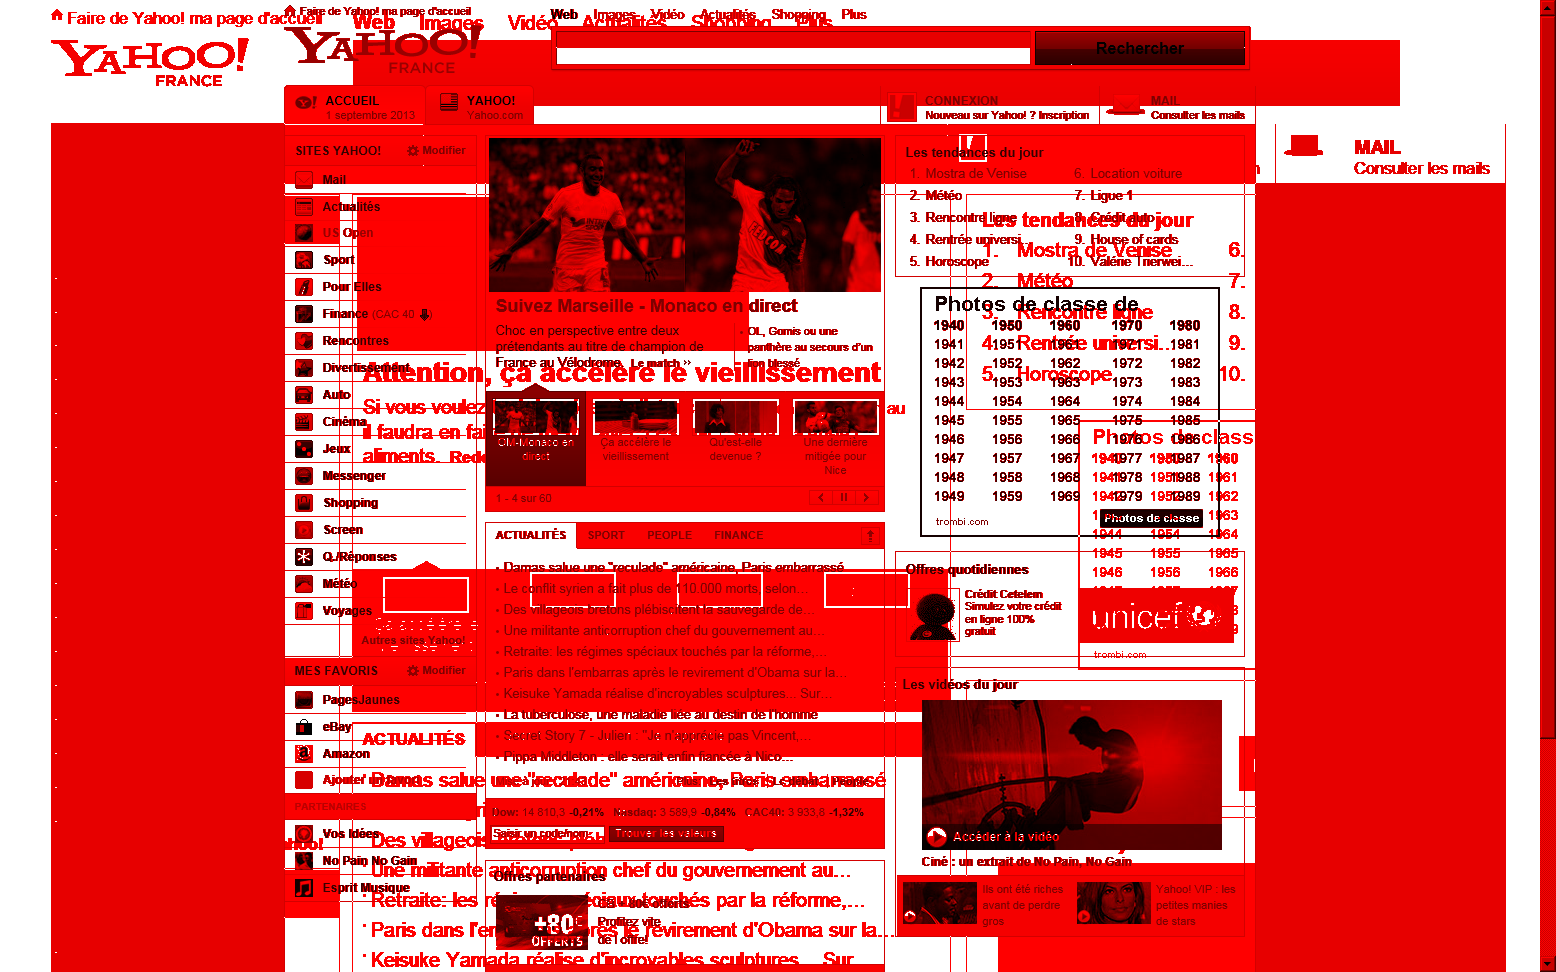 Faire de Yahoo! ma page d'accueil
Faire de Yahoo! ma page d'accueil
Web Images Vidéo Actualités Shopping Plus
Web Images Vidéo Actualités Shopping Plus
YAHOO!
FRANCE
YAHOO!
FRANCE
Rechercher
ACCUEIL
1 septembre 2013
YAHOO!
Yahoo.com
CONNEXION
Nouveau sur Yahoo! ? Inscription
MAIL
Consulter les mails
MAIL
Consulter les mails
SITES YAHOO!
Modifier
Mail
Actualités
US Open
Sport
Pour Elles
Finance (CAC 40
Rencontres
Divertissement
Auto
Cinéma
Jeux
Messenger
Shopping
Screen
Q./Réponses
Météo
Voyages
Autres sites Yahoo!
MES FAVORIS
Modifier
PagesJaunes
eBay
Amazon
PARTENAIRES
Vos Idées
No Pain No Gain
Esprit Musique
Suivez Marseille - Monaco en direct
Choc en perspective entre deux
prétendants au titre de champion de
France au Vélodrome. Le match ››
OL, Gomis ou une
panthère au secours d'un
lion blessé
Attention, ça accélère le vieillissement
Si vous voulez
au
il faudra en fai
aliments.
OM-Monaco en
direct
Ça accélère le
vieillissement
Qu'est-elle
devenue ?
Une dernière
mitigée pour
Nice
1 - 4 sur 60
ACTUALITÉS SPORT PEOPLE FINANCE
Damas salue une "reculade" américaine, Paris embarrassé
Le conflit syrien a fait plus de 110.000 morts, selon...
Des villageois bretons plébiscitent la sauvegarde de...
Une militante anticorruption chef du gouvernement au...
Retraite: les régimes spéciaux touchés par la réforme,...
Paris dans l'embarras après le revirement d'Obama sur la...
Keisuke Yamada réalise d'incroyables sculptures... Sur...
La tuberculose, une maladie liée au destin de l'homme
Secret Story 7 - Julien : "Je n'apprécie pas Vincent...
Pippa Middleton : elle serait enfin fiancée à Nico...
ACTUALITÉS
Damas salue une "reculade" américaine, Paris embarrassé
Dow: 14 810,3 -0,21% Nasdaq: 3 589,9 -0,84% CAC40: 3 933,8 -1,32%
Saisir un code/nom
Trouver les valeurs
Des villageois
Une militante anticorruption chef du gouvernement au...
Retraite: les régimes spéciaux touchés par la réforme,...
Paris dans l'embarras après le revirement d'Obama sur la...
Keisuke Yamada réalise d'incroyables sculptures... Sur
Offres partenaires
+80€
OFFERTS
Profitez vite
de l'offre!
Les tendances du jour
1. Mostra de Venise
2. Météo
3. Rencontre ligne
4. Rentrée universi...
5. Horoscope
6. Location voiture
7. Ligue 1
8. Crédit auto
9. House of cards
10. Valérie Trierwei...
Les tendances du jour
1. Mostra de Venise 6.
2. Météo 7.
3. Rencontre ligne 8.
4. Rentrée universi... 9.
5. Horoscope 10.
Photos de classe de
1940 1950 1960 1970 1980
1941 1951 1961 1971 1981
1942 1952 1962 1972 1982
1943 1953 1963 1973 1983
1944 1954 1964 1974 1984
1945 1955 1965 1975 1985
1946 1956 1966 1976 1986
1947 1957 1967 1977 1987
1948 1958 1968 1978 1988
1949 1959 1969 1979 1989
trombi.com
Photos de classe
Photos de class
1940 1950 1960
1961
1962
1963
1944 1954 1964
1945 1955 1965
1946 1956 1966
trombi.com
Offres quotidiennes
Crédit Cetelem
Simulez votre crédit
en ligne 100%
gratuit
unicef
Les vidéos du jour
Accéder à la vidéo
Ciné : un extrait de No Pain, No Gain
Ils ont été riches
avant de perdre
gros
Yahoo! VIP : les
petites manies
de stars